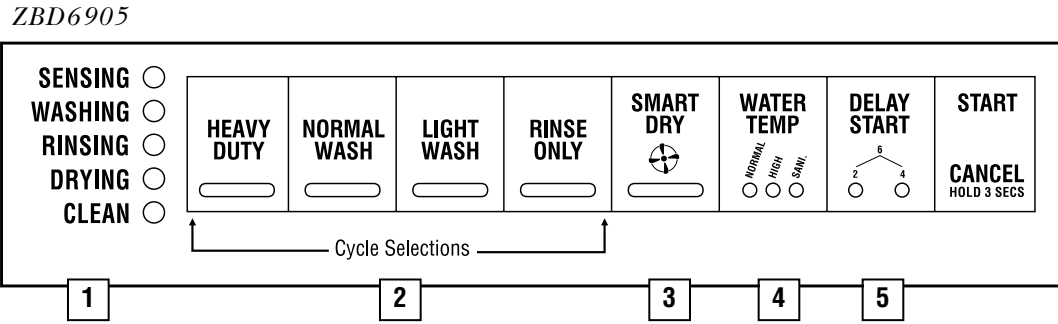 ZBD6905
SENSING
WASHING
RINSING
DRYING
CLEAN
HEAVY
DUTY
NORMAL
WASH
LIGHT
WASH
RINSE
ONLY
SMART
DRY
WATER
TEMP
NORMAL
HIGH
SANI.
DELAY
START
6
2
4
START
CANCEL
HOLD 3 SECS
Cycle Selections
1
2
3
4
5